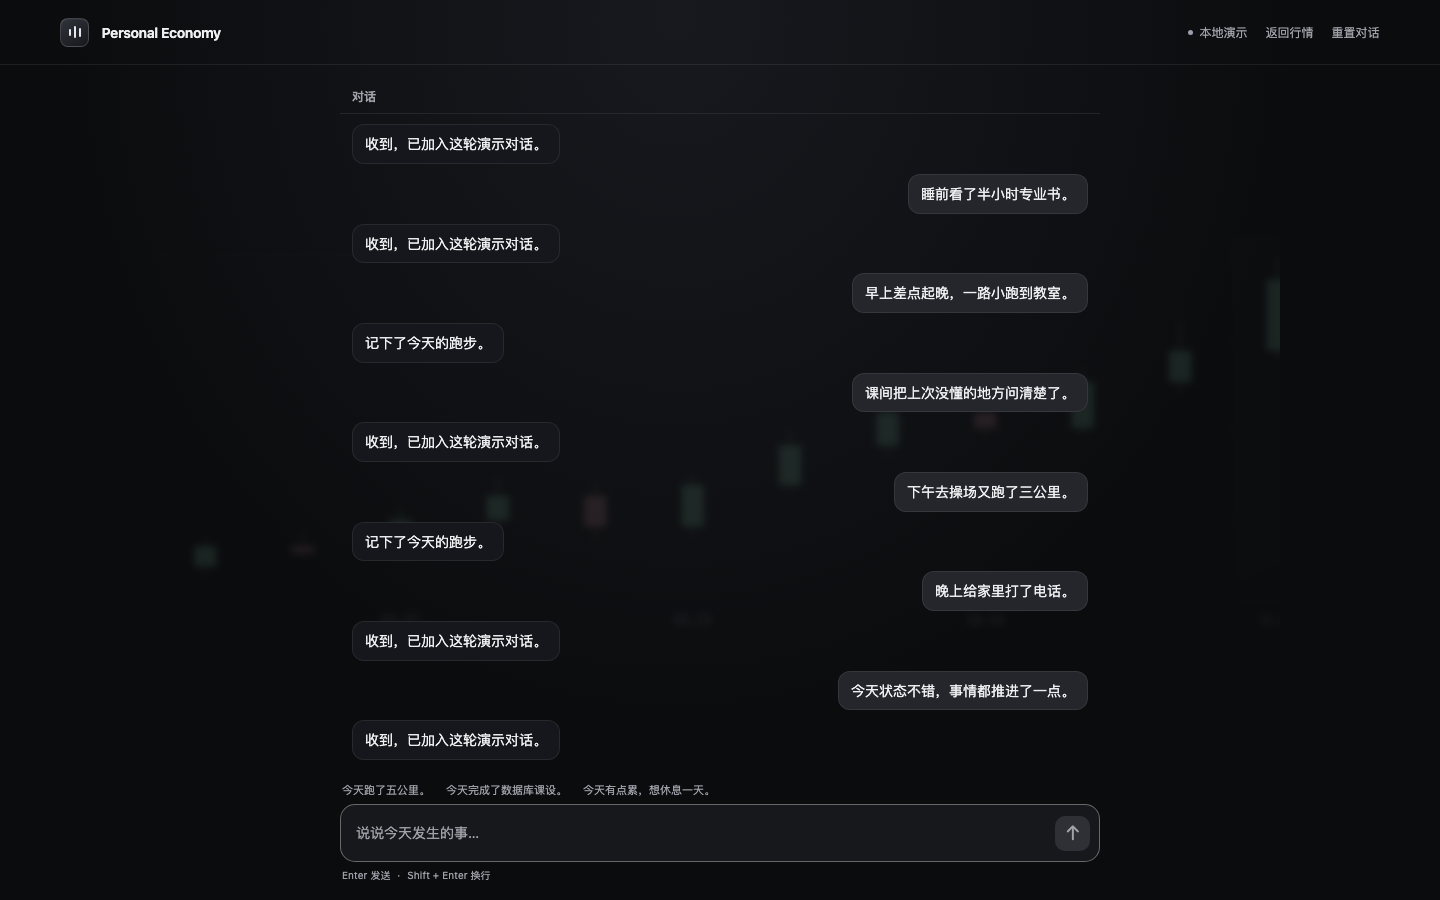 Personal Economy
本地演示 返回行情 重置对话
对话
收到，已加入这轮演示对话。
睡前看了半小时专业书。
收到，已加入这轮演示对话。
早上差点起晚，一路小跑到教室。
记下了今天的跑步。
课间把上次没懂的地方问清楚了。
收到，已加入这轮演示对话。
下午去操场又跑了三公里。
记下了今天的跑步。
晚上给家里打了电话。
收到，已加入这轮演示对话。
今天状态不错，事情都推进了一点。
收到，已加入这轮演示对话。
今天跑了五公里。 今天完成了数据库课设。 今天有点累，想休息一天。
说说今天发生的事...
Enter 发送 · Shift + Enter 换行